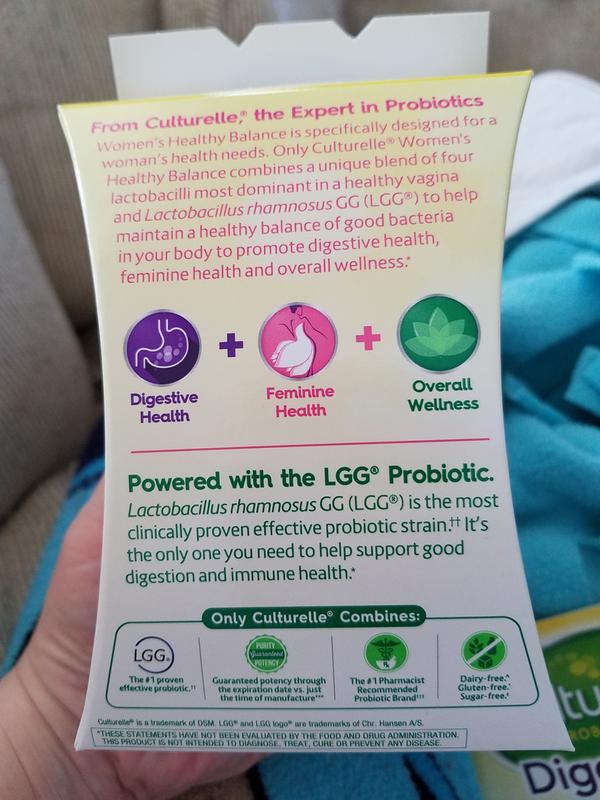 From Culturelle,® the Expert in Probiotics
Women's Healthy Balance is specifically designed for a
woman's health needs. Only Culturelle® Women's
Healthy Balance combines a unique blend of four
lactobacilli most dominant in a healthy vagina
and Lactobacillus rhamnosus GG (LGG®) to help
maintain a healthy balance of good bacteria
in your body to promote digestive health,
feminine health and overall wellness.*
Digestive
Health
+
Feminine
Health
+
Overall
Wellness
Powered with the LGG® Probiotic.
Lactobacillus rhamnosus GG (LGG®) is the most
clinically proven effective probiotic strain.†† It's
the only one you need to help support good
digestion and immune health.*
Only Culturelle® Combines:
LGG®
The #1 proven
effective probiotic.††
PURITY
Guaranteed
POTENCY
Guaranteed potency through
the expiration date vs. just
the time of manufacture***
The #1 Pharmacist
Recommended
Probiotic Brand†††
Dairy-free.^
Gluten-free.
Sugar-free.
Culturelle® is a trademark of DSM. LGG® and LGG logo® are trademarks of Chr. Hansen A/S.
*THESE STATEMENTS HAVE NOT BEEN EVALUATED BY THE FOOD AND DRUG ADMINISTRATION.
THIS PRODUCT IS NOT INTENDED TO DIAGNOSE, TREAT, CURE OR PREVENT ANY DISEASE.
tu
ROB
Dige